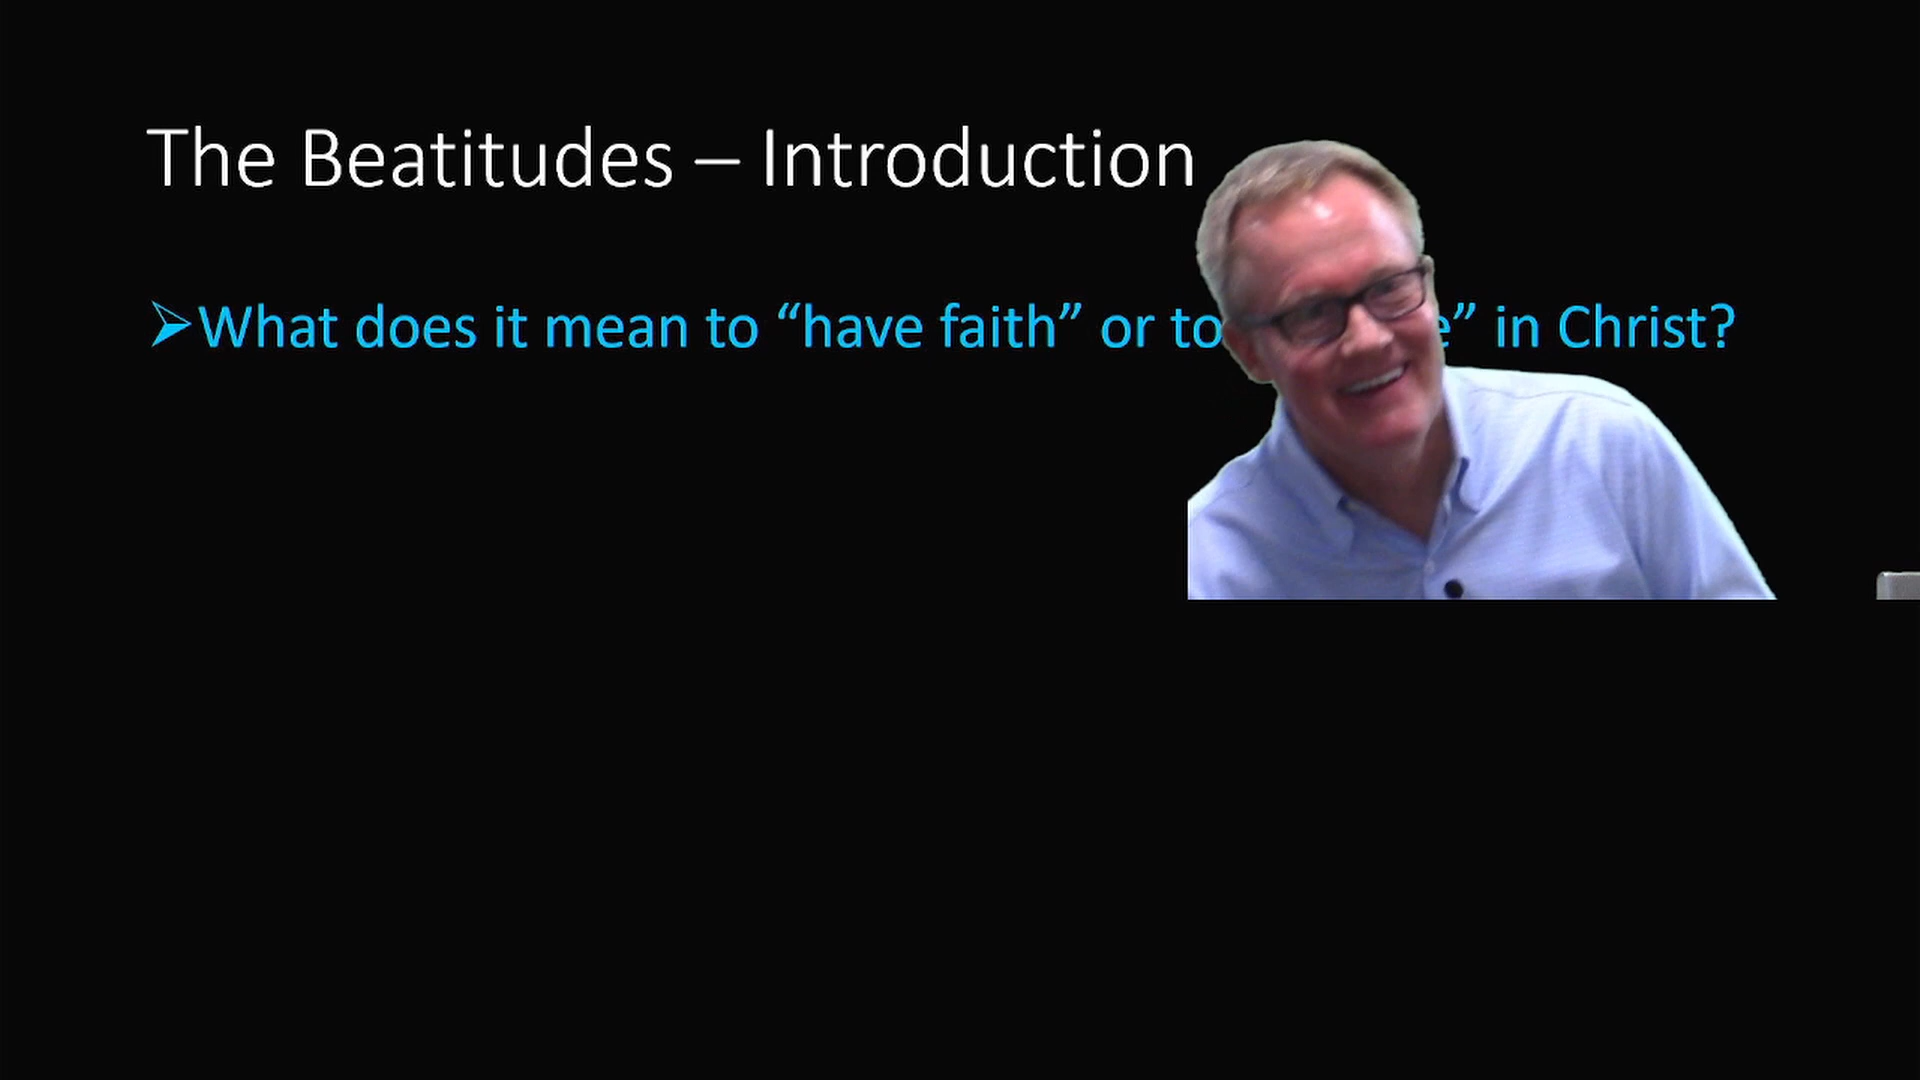 The Beatitudes – Introduction
What does it mean to “have faith” or to e” in Christ?